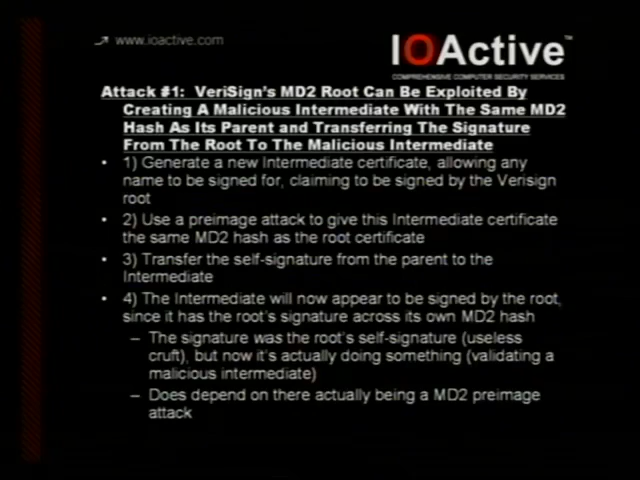 www.ioactive.com
IOActive™
COMPREHENSIVE COMPUTER SECURITY SERVICES
Attack #1: VeriSign's MD2 Root Can Be Exploited By
Creating A Malicious Intermediate With The Same MD2
Hash As Its Parent and Transferring The Signature
From The Root To The Malicious Intermediate
• 1) Generate a new Intermediate certificate, allowing any
name to be signed for, claiming to be signed by the Verisign
root
• 2) Use a preimage attack to give this Intermediate certificate
the same MD2 hash as the root certificate
• 3) Transfer the self-signature from the parent to the
Intermediate
• 4) The Intermediate will now appear to be signed by the root,
since it has the root's signature across its own MD2 hash
– The signature was the root's self-signature (useless
cruft), but now it's actually doing something (validating a
malicious intermediate)
– Does depend on there actually being a MD2 preimage
attack